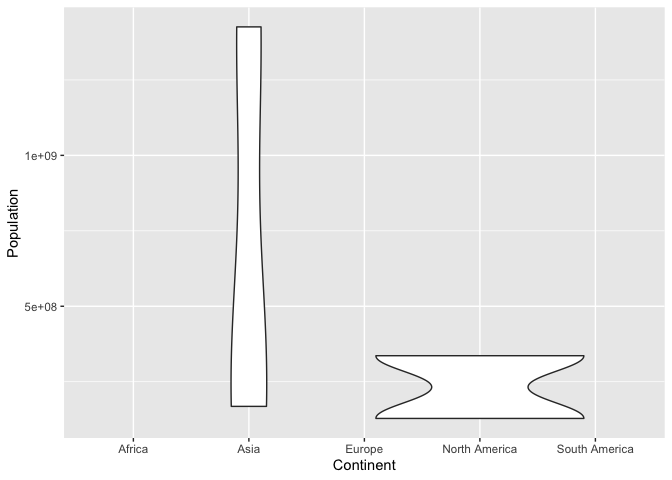 1e+09
5e+08
Population
Africa Asia Europe North America South America
Continent